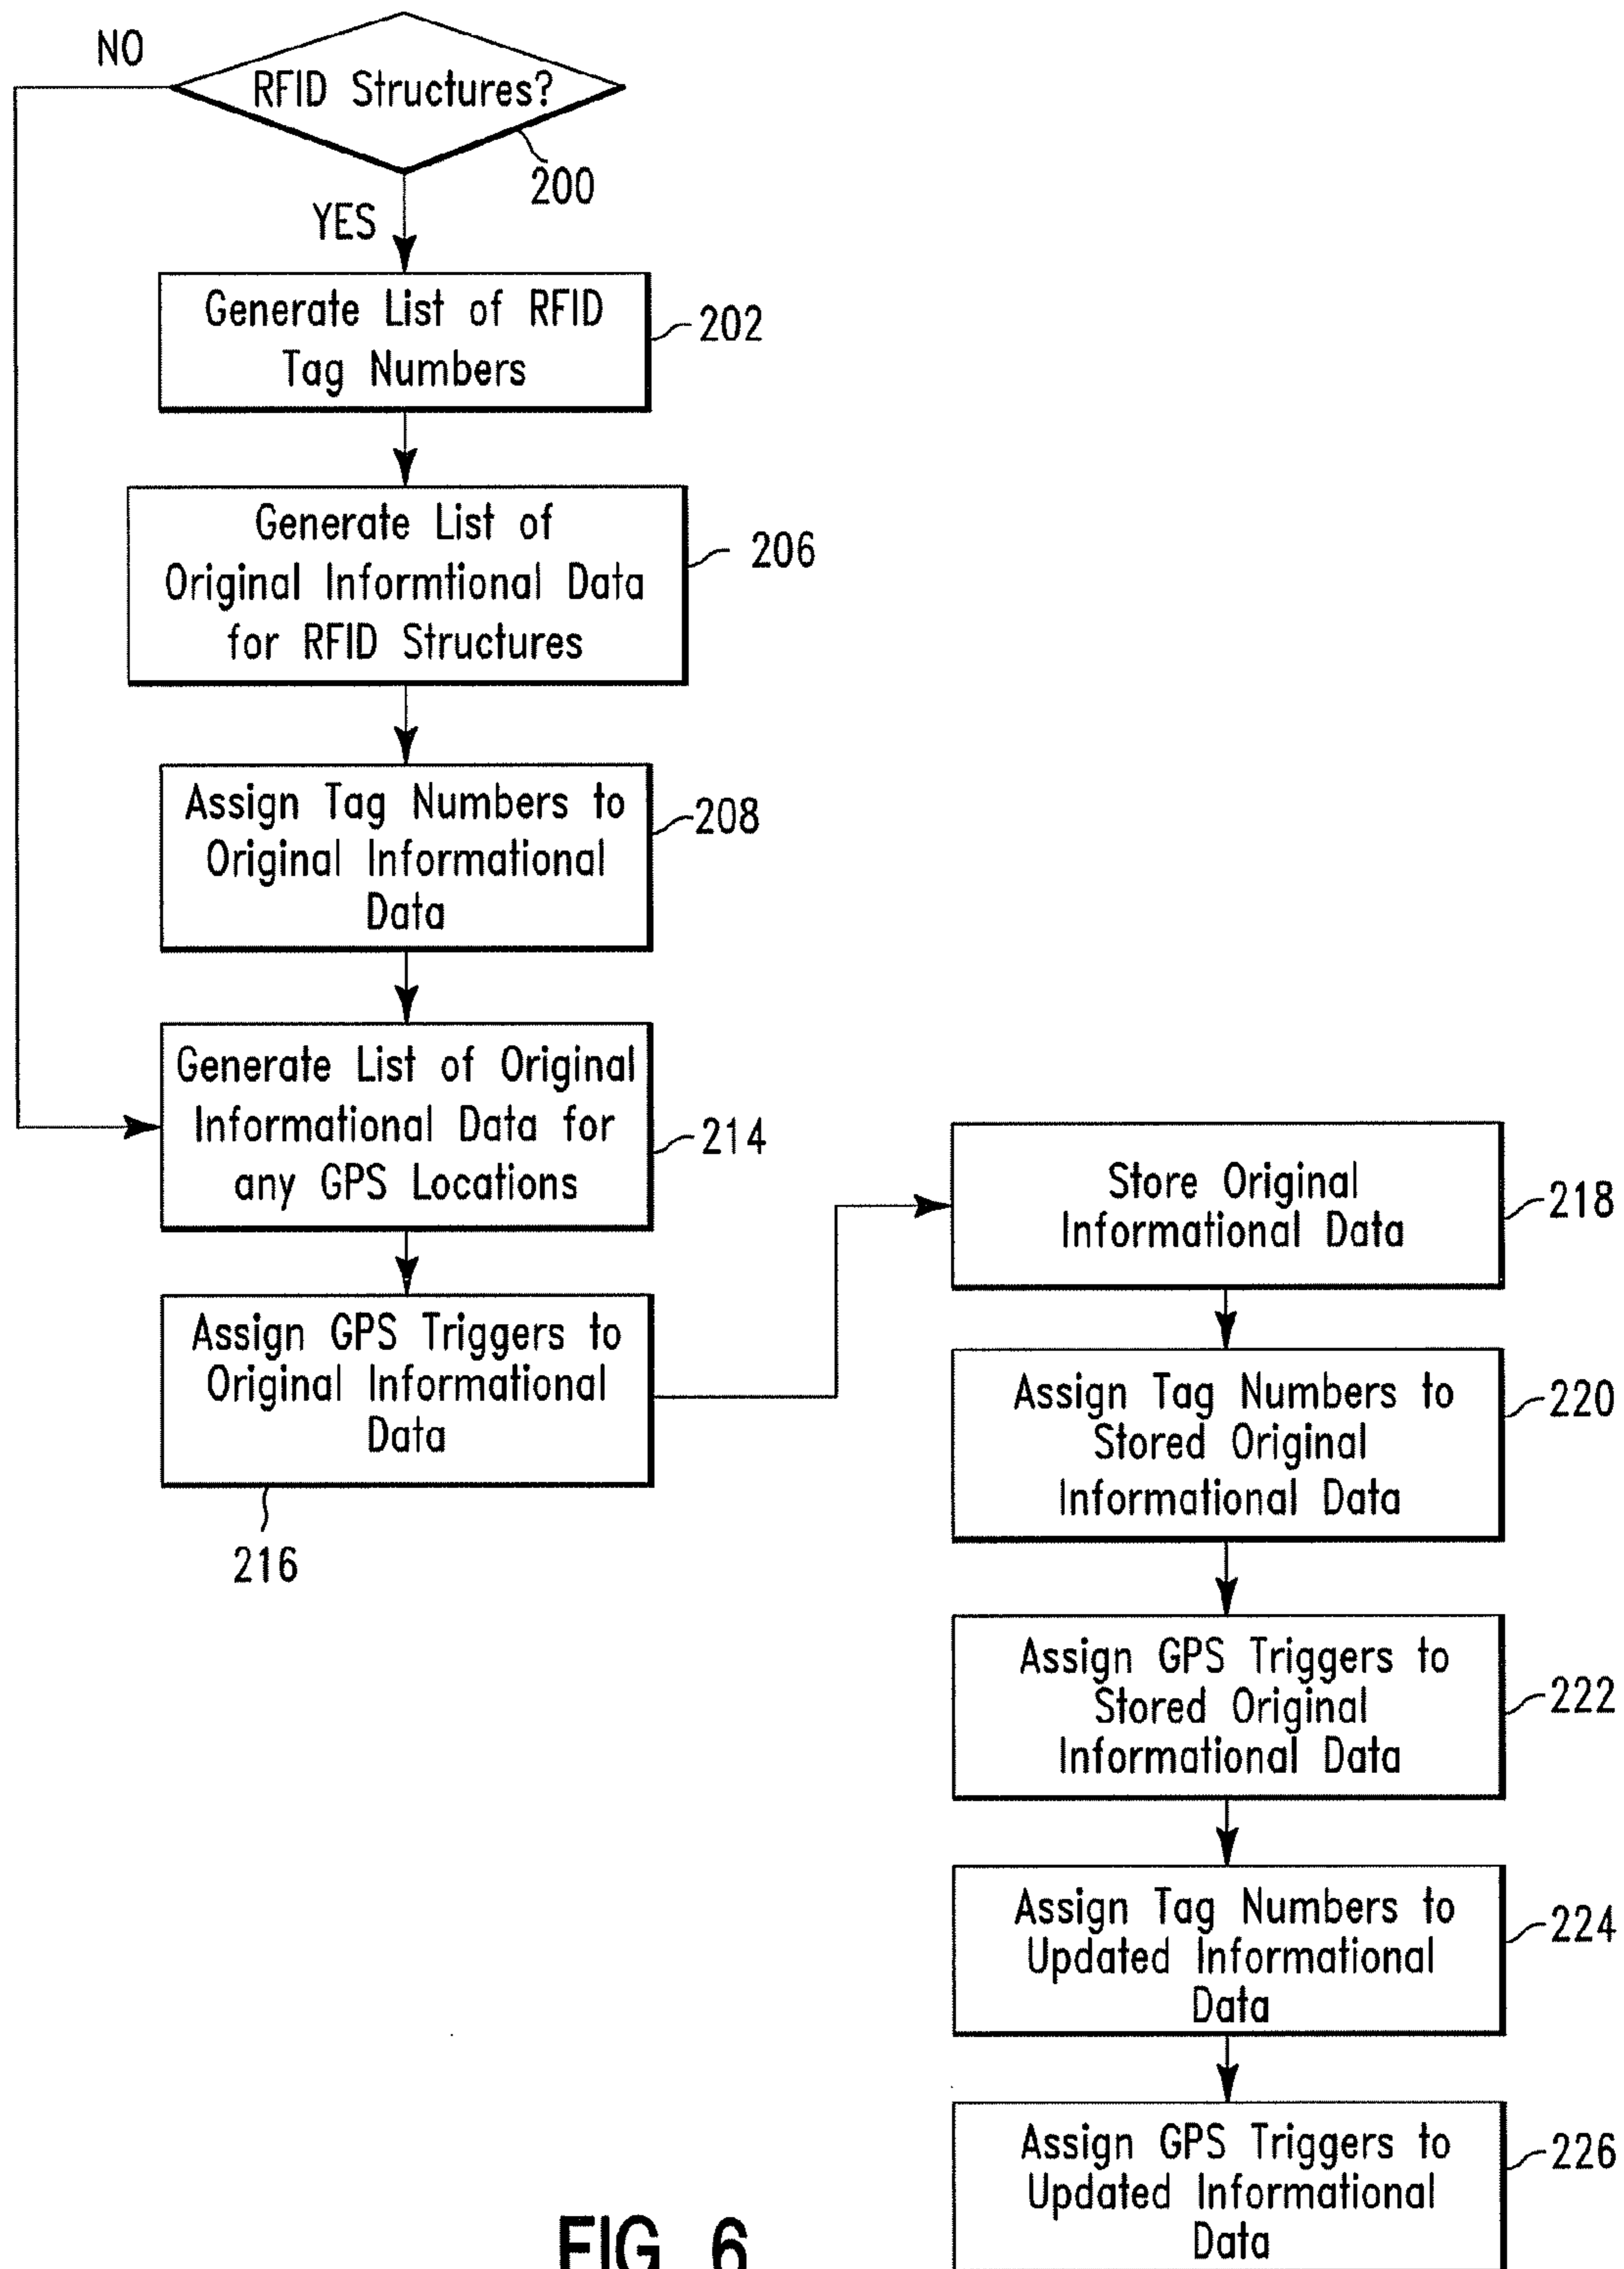 NO
RFID Structures?
200
YES
Generate List of RFID
Tag Numbers
202
Generate List of
Original Informtional Data
for RFID Structures
206
Assign Tag Numbers to
Original Informational
Data
208
Generate List of Original
Informational Data for
any GPS Locations
214
Assign GPS Triggers to
Original Informational
Data
216
Store Original
Informational Data
218
Assign Tag Numbers to
Stored Original
Informational Data
220
Assign GPS Triggers to
Stored Original
Informational Data
222
Assign Tag Numbers to
Updated Informational
Data
224
Assign GPS Triggers to
Updated Informational
Data
226
FIG 6